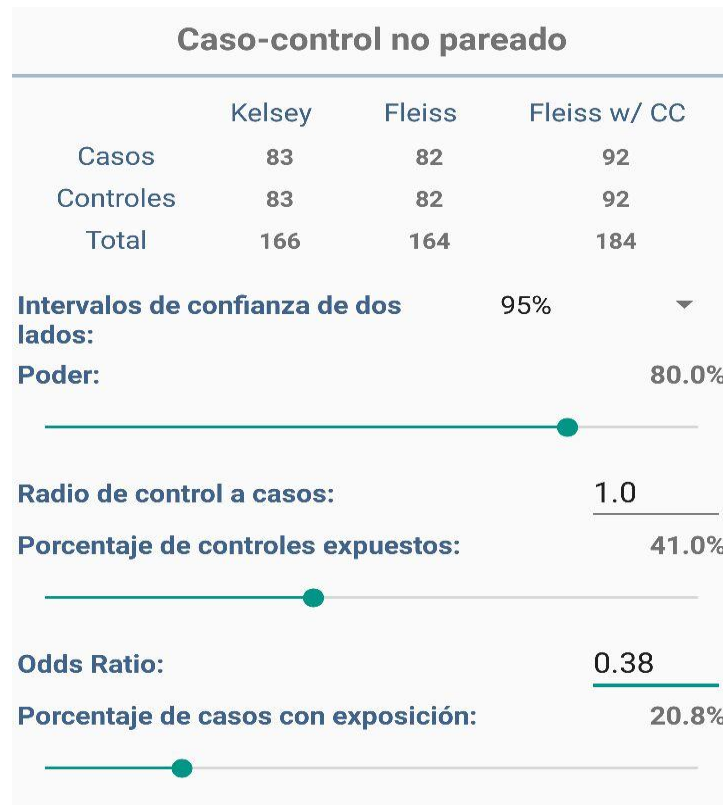 Caso-control no pareado
Kelsey Fleiss Fleiss w/ CC
Casos 83 82 92
Controles 83 82 92
Total 166 164 184
Intervalos de confianza de dos 95%
lados:
Poder: 80.0%
Radio de control a casos: 1.0
Porcentaje de controles expuestos: 41.0%
Odds Ratio: 0.38
Porcentaje de casos con exposición: 20.8%